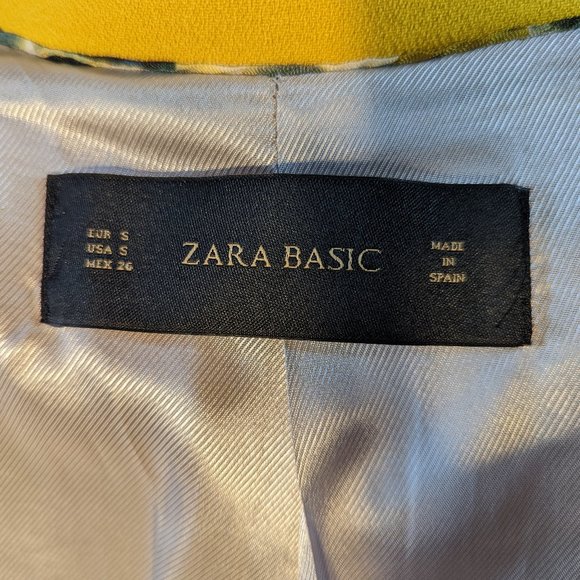 EUR S
USA S
MEX 26
ZARA BASIC
MADE
IN
SPAIN